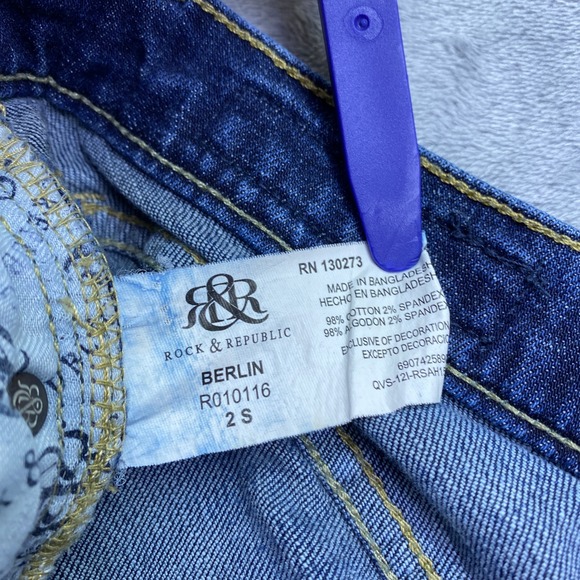 R&R
ROCK & REPUBLIC
BERLIN
R010116
2 S
RN 130273
MADE IN BANGLADESH
HECHO EN BANGLADESH
98% COTTON 2% SPANDEX
98% ALGODON 2% SPANDEX
EXCLUSIVE OF DECORATION
EXCEPTO DECORACION
690742589